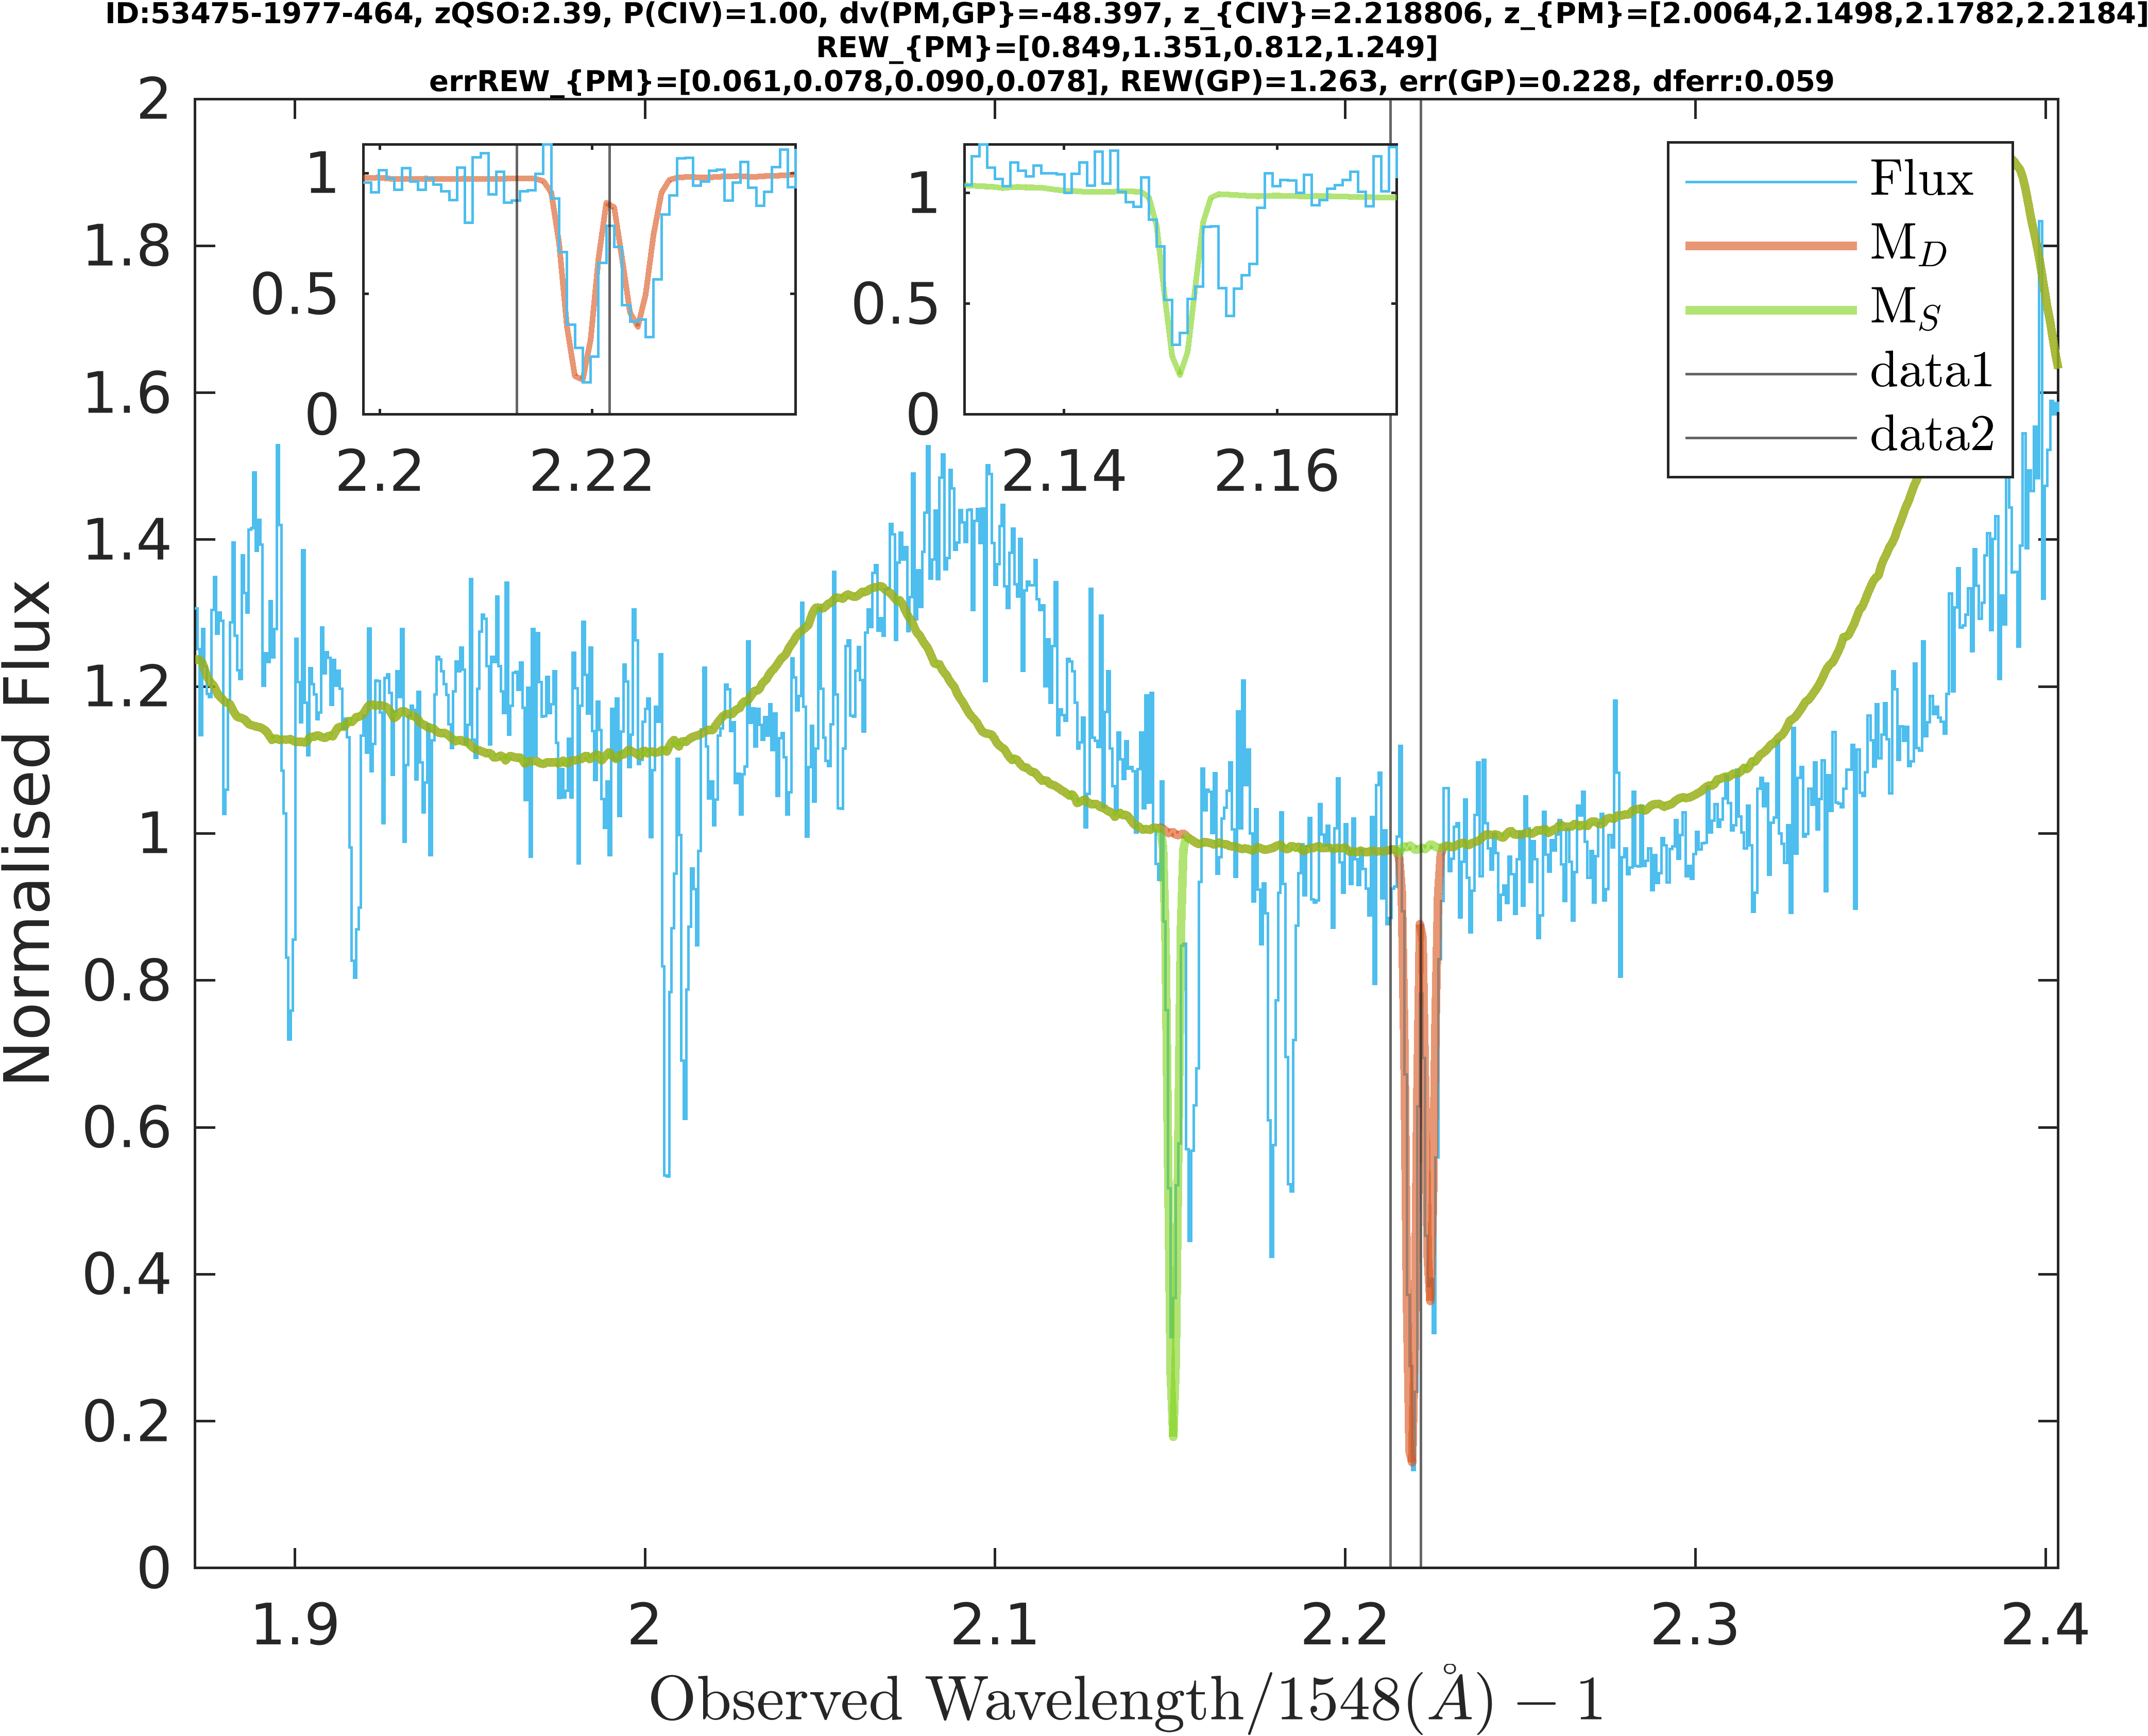 ID:53475-1977-464, zQSO:2.39, P(CIV)=1.00, dv(PM,GP}=-48.397, z_{CIV}=2.218806, z_{PM}=[2.0064,2.1498,2.1782,2.2184]
REW_{PM}=[0.849,1.351,0.812,1.249]
errREW_{PM}=[0.061,0.078,0.090,0.078], REW(GP)=1.263, err(GP)=0.228, dferr:0.059
2
1.8
1.6
1.4
1.2
1
0.8
0.6
0.4
0.2
0
Normalised Flux
1
0.5
0
2.2 2.22
1
0.5
0
2.14 2.16
Flux
M_D
M_S
data1
data2
1.9 2 2.1 2.2 2.3 2.4
Observed Wavelength/1548(Å) − 1